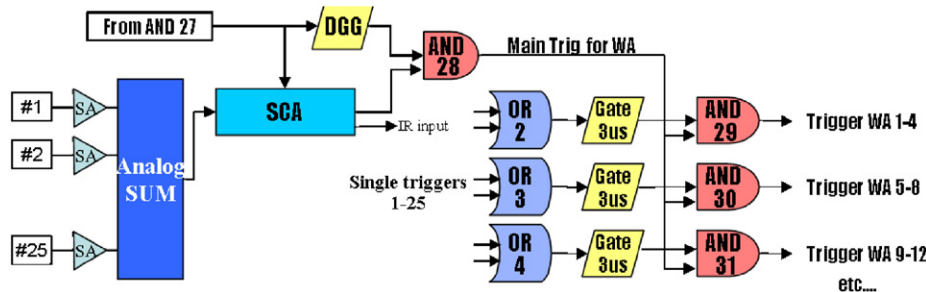 From AND 27
DGG
AND
28
Main Trig for WA
#1
SA
SCA
OR
2
Gate
3us
AND
29
Trigger WA 1-4
IR input
#2
SA
Analog
SUM
Single triggers
1-25
OR
3
Gate
3us
AND
30
Trigger WA 5-8
#25
SA
OR
4
Gate
3us
AND
31
Trigger WA 9-12
etc....